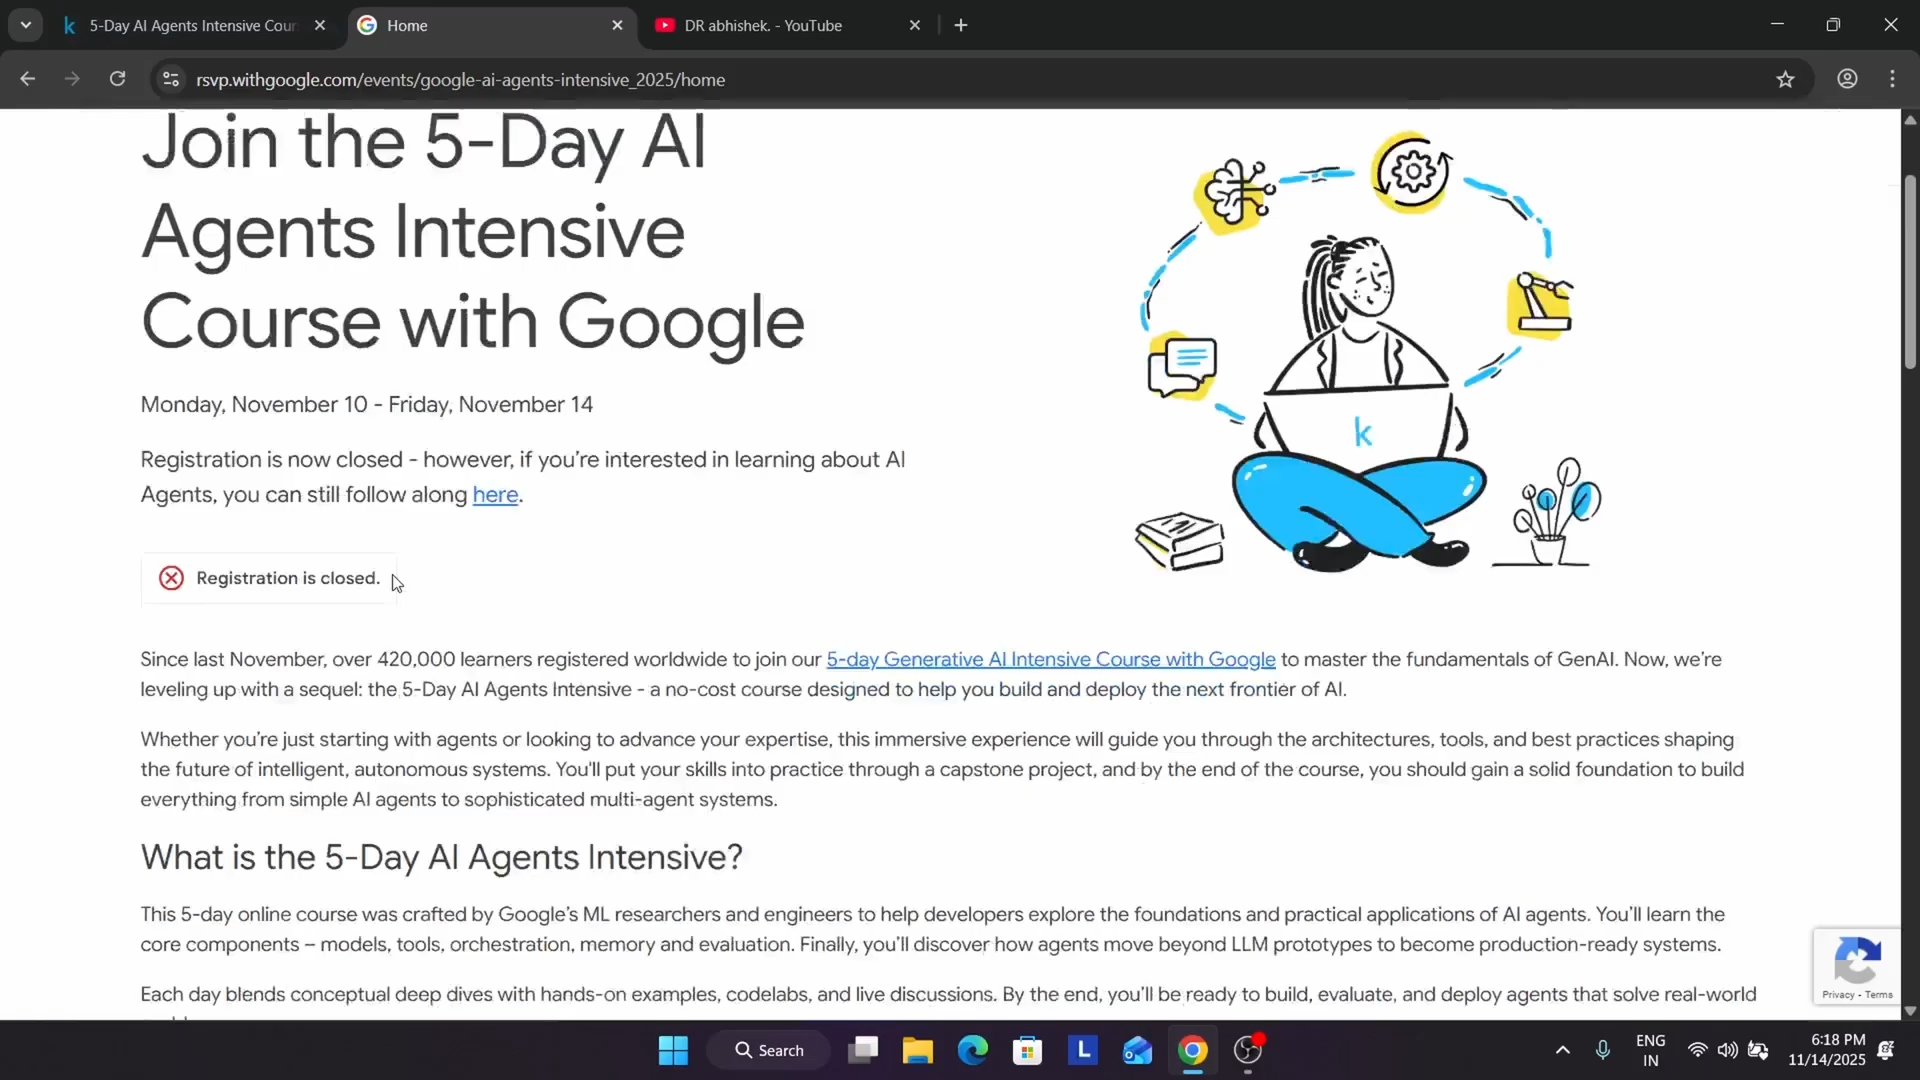 5-Day AI Agents Intensive Cour
Home
DR abhishek. - YouTube
rsvp.withgoogle.com/events/google-ai-agents-intensive_2025/home
Join the 5-Day AI
Agents Intensive
Course with Google
Monday, November 10 - Friday, November 14
Registration is now closed - however, if you're interested in learning about AI
Agents, you can still follow along here.
Registration is closed.
k
Since last November, over 420,000 learners registered worldwide to join our 5-day Generative AI Intensive Course with Google to master the fundamentals of GenAI. Now, we're
leveling up with a sequel: the 5-Day AI Agents Intensive - a no-cost course designed to help you build and deploy the next frontier of AI.
Whether you're just starting with agents or looking to advance your expertise, this immersive experience will guide you through the architectures, tools, and best practices shaping
the future of intelligent, autonomous systems. You'll put your skills into practice through a capstone project, and by the end of the course, you should gain a solid foundation to build
everything from simple AI agents to sophisticated multi-agent systems.
What is the 5-Day AI Agents Intensive?
This 5-day online course was crafted by Google's ML researchers and engineers to help developers explore the foundations and practical applications of AI agents. You'll learn the
core components – models, tools, orchestration, memory and evaluation. Finally, you'll discover how agents move beyond LLM prototypes to become production-ready systems.
Each day blends conceptual deep dives with hands-on examples, codelabs, and live discussions. By the end, you'll be ready to build, evaluate, and deploy agents that solve real-world
Privacy - Terms
Search
L
ENG
IN
6:18 PM
11/14/2025